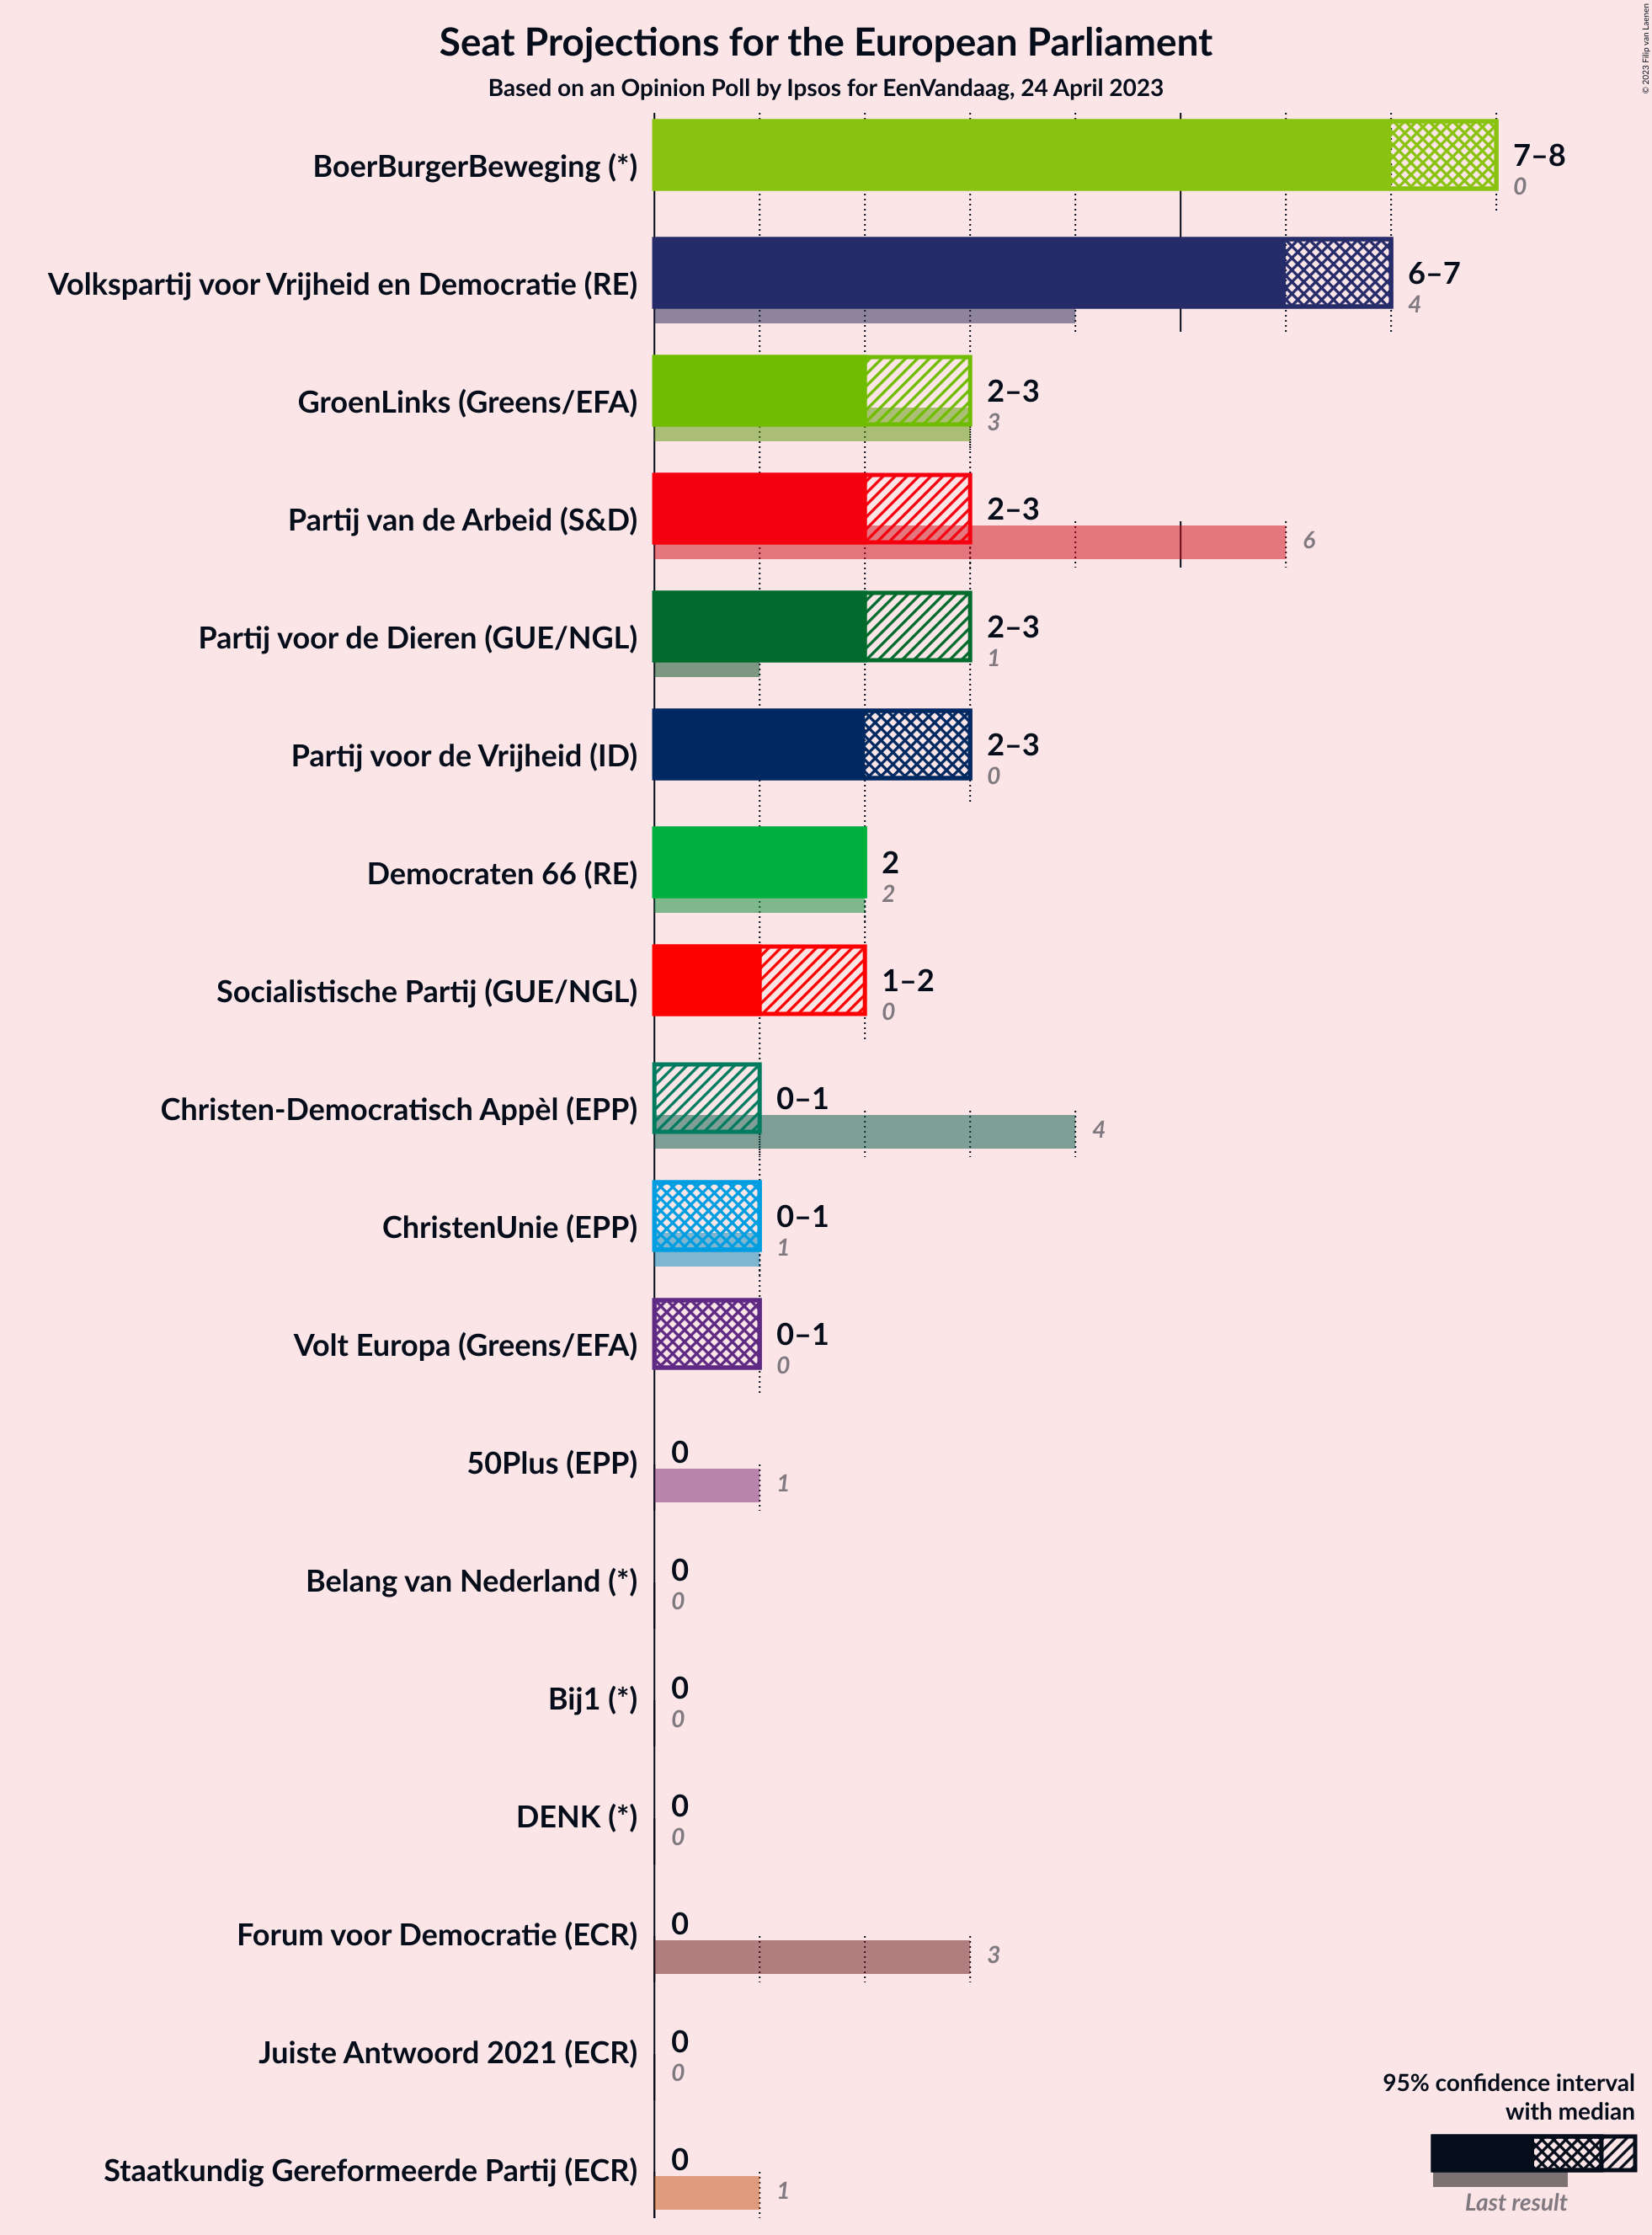 Seat Projections for the European Parliament
Based on an Opinion Poll by Ipsos for EenVandaag, 24 April 2023
© 2023 Filip van Laenen
BoerBurgerBeweging (*)
7–8
0
Volkspartij voor Vrijheid en Democratie (RE)
6–7
4
GroenLinks (Greens/EFA)
2–3
3
Partij van de Arbeid (S&D)
2–3
6
Partij voor de Dieren (GUE/NGL)
2–3
1
Partij voor de Vrijheid (ID)
2–3
0
Democraten 66 (RE)
2
2
Socialistische Partij (GUE/NGL)
1–2
0
Christen-Democratisch Appèl (EPP)
0–1
4
ChristenUnie (EPP)
0–1
1
Volt Europa (Greens/EFA)
0–1
0
50Plus (EPP)
0
1
Belang van Nederland (*)
0
0
Bij1 (*)
0
0
DENK (*)
0
0
Forum voor Democratie (ECR)
0
3
Juiste Antwoord 2021 (ECR)
0
0
Staatkundig Gereformeerde Partij (ECR)
0
1
95% confidence interval
with median
Last result